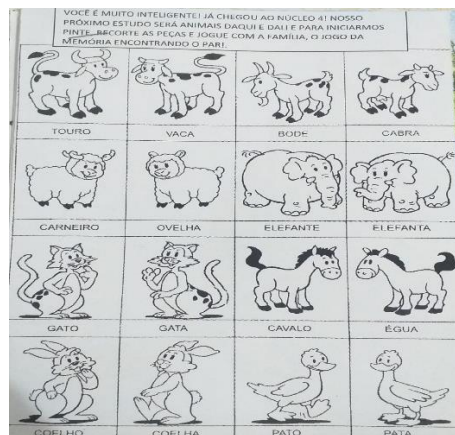 VOCÊ É MUITO INTELIGENTE! JÁ CHEGOU AO NÚCLEO 4! NOSSO
PRÓXIMO ESTUDO SERÁ ANIMAIS DAQUI E DALI E PARA INICIARMOS
PINTE, RECORTE AS PEÇAS E JOGUE COM A FAMÍLIA, O JOGO DA
MEMÓRIA ENCONTRANDO O PAR!.
TOURO VACA BODE CABRA
CARNEIRO OVELHA ELEFANTE ELEFANTA
GATO GATA CAVALO ÉGUA
COELHO COELHA PATO PATA